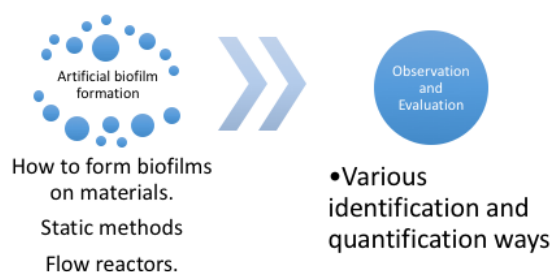 Artificial biofilm
formation
Observation
and
Evaluation
How to form biofilms
on materials.
Static methods
Flow reactors.
•Various
identification and
quantification ways